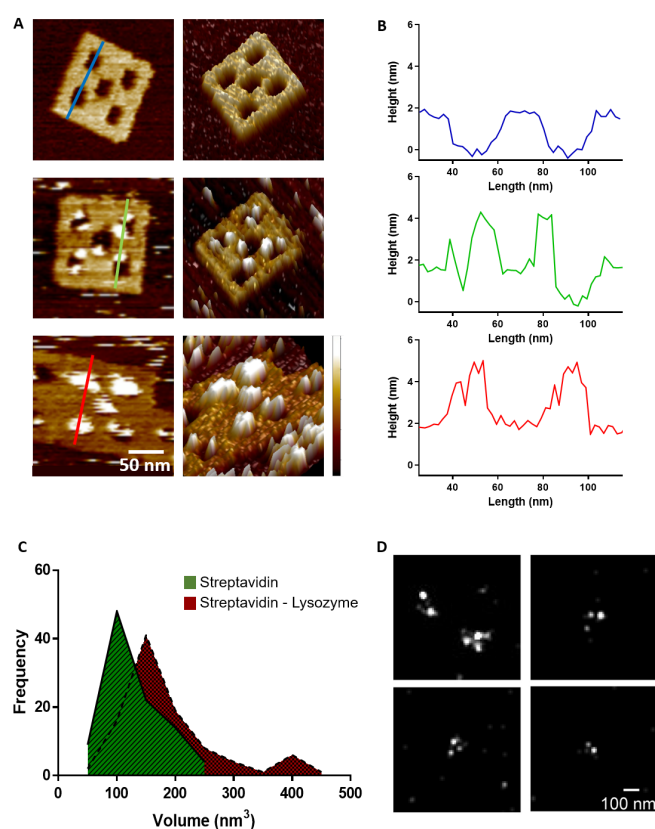 A
B
50 nm
Height (nm)
4
2
0
40
60
80
100
Length (nm)
Height (nm)
6
4
2
0
40
60
80
100
Length (nm)
Height (nm)
6
4
2
0
40
60
80
100
Length (nm)
C
Frequency
60
40
20
0
0
100
200
300
400
500
Volume (nm³)
Streptavidin
Streptavidin - Lysozyme
D
100 nm